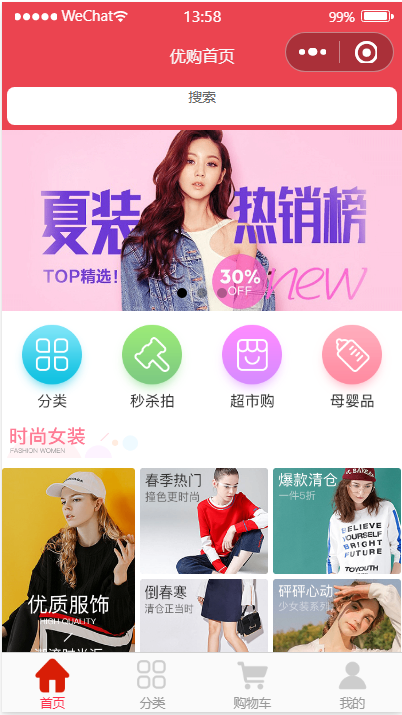 WeChat 13:58 99%
优购首页
搜索
夏装 热销榜
TOP精选!
30%
OFF
new
分类 秒杀拍 超市购 母婴品
时尚女装
FASHION WOMEN
优质服饰
HIGH QUALITY
春季热门
撞色更时尚
爆款清仓
一件5折
BELIEVE
YOURSELF
BRIGHT
FUTURE
TOYOUTH
倒春寒
清仓正当时
砰砰心动
少女装系列
首页 分类 购物车 我的